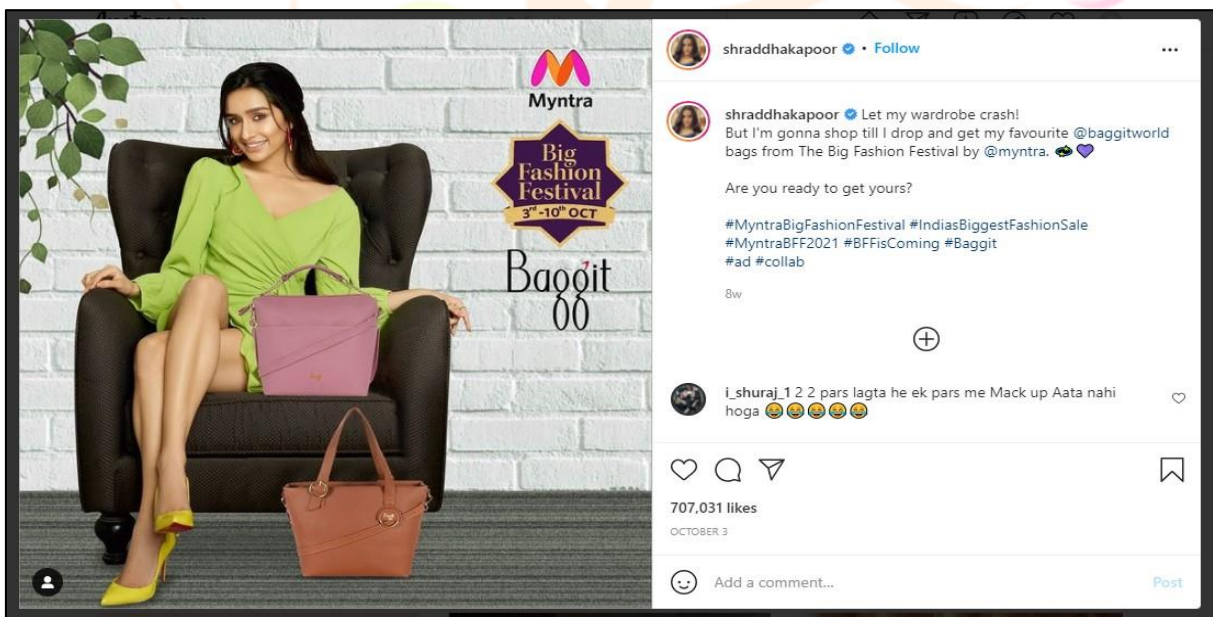 Myntra
Big
Fashion
Festival
3rd -10th OCT
Baggit
shraddhakapoor • Follow
shraddhakapoor Let my wardrobe crash!
But I'm gonna shop till I drop and get my favourite @baggitworld
bags from The Big Fashion Festival by @myntra.
Are you ready to get yours?
#MyntraBigFashionFestival #IndiasBiggestFashionSale
#MyntraBFF2021 #BFFisComing #Baggit
#ad #collab
8w
i_shuraj_1 2 2 pars lagta he ek pars me Mack up Aata nahi
hoga 😂😂😂😂😂
707,031 likes
OCTOBER 3
Add a comment...
Post